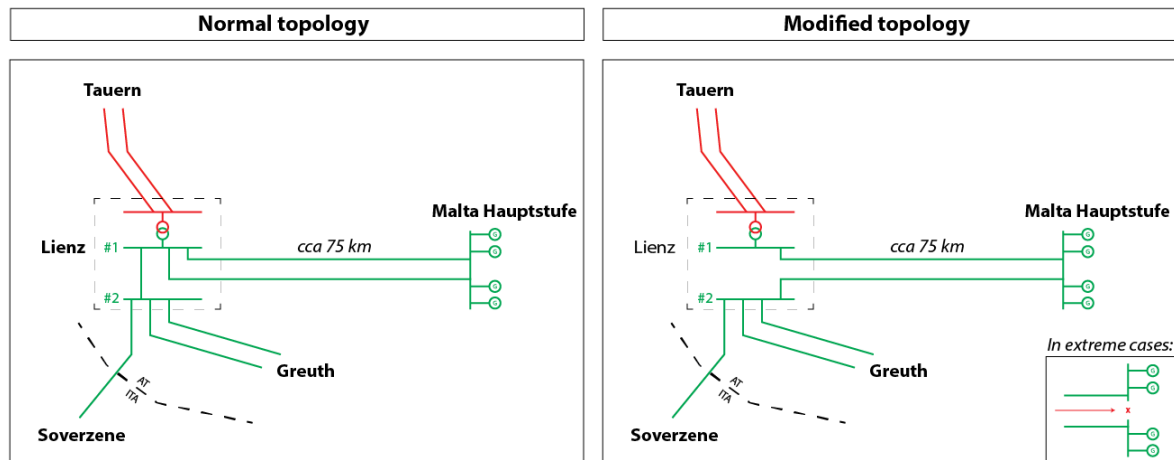 Normal topology
Tauern
Malta Hauptstufe
G
G
G
G
Lienz
#1
cca 75 km
#2
AT
ITA
Greuth
Soverzene
Modified topology
Tauern
Malta Hauptstufe
G
G
G
G
Lienz
#1
cca 75 km
#2
AT
ITA
Greuth
Soverzene
In extreme cases:
G
G
x
G
G